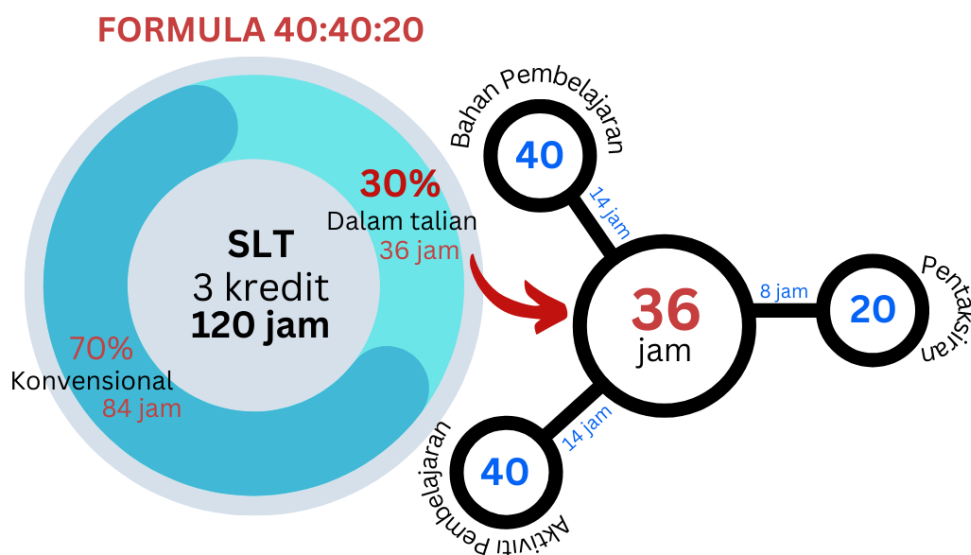 FORMULA 40:40:20
SLT
3 kredit
120 jam
30%
Dalam talian
36 jam
70%
Konvensional
84 jam
36
jam
Bahan Pembelajaran
40
14 jam
8 jam
20
Pentaksiran
14 jam
40
Aktiviti Pembelajaran